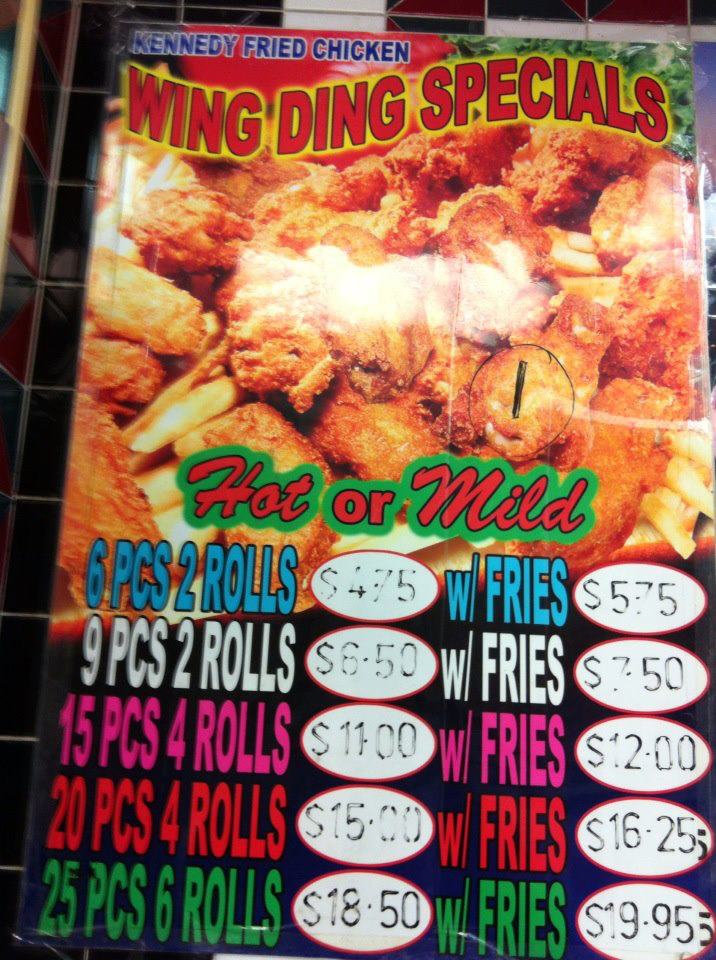 KENNEDY FRIED CHICKEN
WING DING SPECIALS
1
Hot or Mild
6 PCS 2 ROLLS $4.75 w/ FRIES $5.75
9 PCS 2 ROLLS $6.50 w/ FRIES $7.50
15 PCS 4 ROLLS $11.00 w/ FRIES $12.00
20 PCS 4 ROLLS $15.00 w/ FRIES $16.25
25 PCS 6 ROLLS $18.50 w/ FRIES $19.95